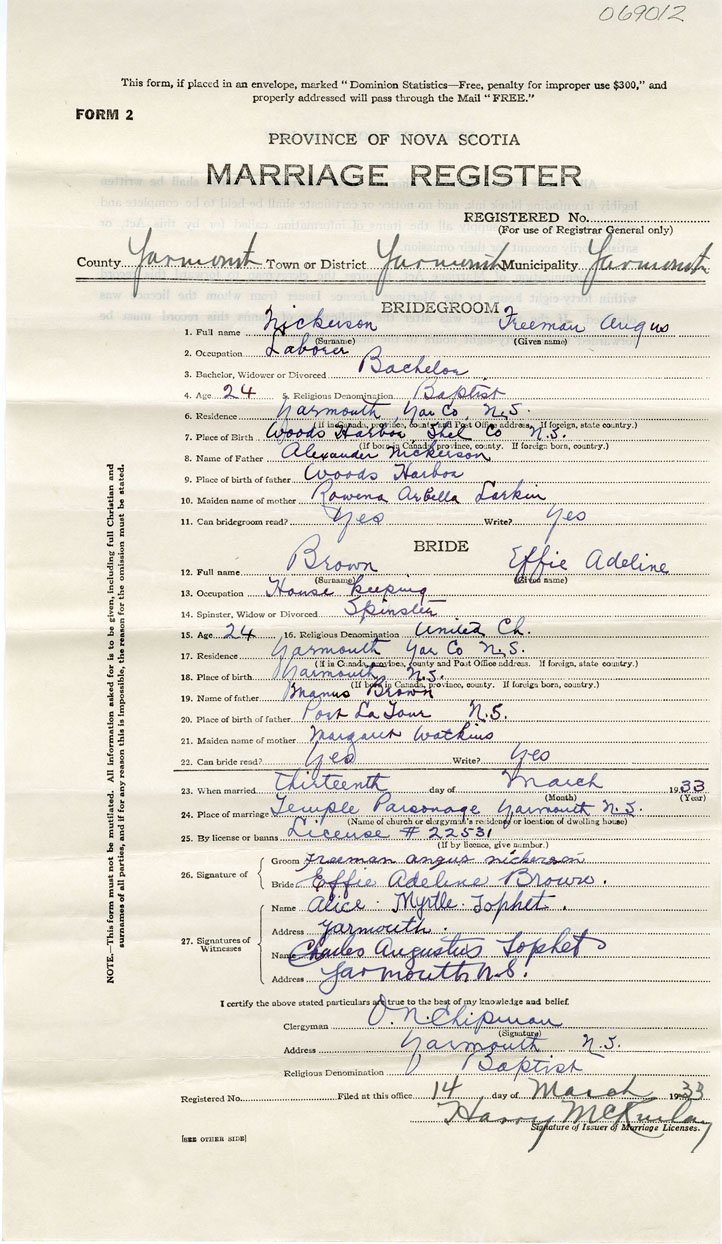 069012
This form, if placed in an envelope, marked "Dominion Statistics—Free, penalty for improper use $300," and
properly addressed will pass through the Mail "FREE."
FORM 2
PROVINCE OF NOVA SCOTIA
MARRIAGE REGISTER
REGISTERED No.
(For use of Registrar General only)
County Yarmouth Town or District Yarmouth Municipality Yarmouth
BRIDEGROOM
1. Full name Nickerson Freeman Angus
(Surname) (Given name)
2. Occupation Laborer
3. Bachelor, Widower or Divorced Bachelor
4. Age 24 5. Religious Denomination Baptist
6. Residence Yarmouth, Yar Co, N.S.
(If in Canada, province, county and Post Office address. If foreign, state country.)
7. Place of Birth Woods Harbor, Shel Co N.S.
(If born in Canada, province, county. If foreign born, country.)
8. Name of Father Alexander Nickerson
9. Place of birth of father Woods Harbor
10. Maiden name of mother Rowena Arbella Larkin
11. Can bridegroom read? Yes Write? Yes
BRIDE
12. Full name Brown Effie Adeline
(Surname) (Given name)
13. Occupation House keeping
14. Spinster, Widow or Divorced Spinster
15. Age 24 16. Religious Denomination United Ch.
17. Residence Yarmouth Yar Co N.S.
(If in Canada, province, county and Post Office address. If foreign, state country.)
18. Place of birth Yarmouth N.S.
(If born in Canada, province, county. If foreign born, country.)
19. Name of father Brown
20. Place of birth of father Port La Tour N.S.
21. Maiden name of mother Margaret Watkins
22. Can bride read? Yes Write? Yes
23. When married Thirteenth day of March 1933
(Month) (Year)
24. Place of marriage Temple Parsonage Yarmouth N.S.
(Name of church or clergyman's residence or location of dwelling house)
25. By license or banns License # 22531
(If by licence, give number.)
26. Signature of Groom Freeman angus nickerson
Bride Effie Adeline Brown.
27. Signatures of Witnesses
Name Alice Myrtle Tophet.
Address Yarmouth.
Name Charles Augustus Tophet
Address Yarmouth N.S.
I certify the above stated particulars are true to the best of my knowledge and belief.
Clergyman O. N. Chipman
(Signature)
Address Yarmouth N.S.
Religious Denomination Baptist
Registered No. Filed at this office 14 day of March 1933
Harry McKinlay
Signature of Issuer of Marriage Licenses.
[SEE OTHER SIDE]
NOTE.—This form must not be mutilated. All information asked for is to be given, including full Christian and
surnames of all parties, and if for any reason this is impossible, the reason for the omission must be stated.